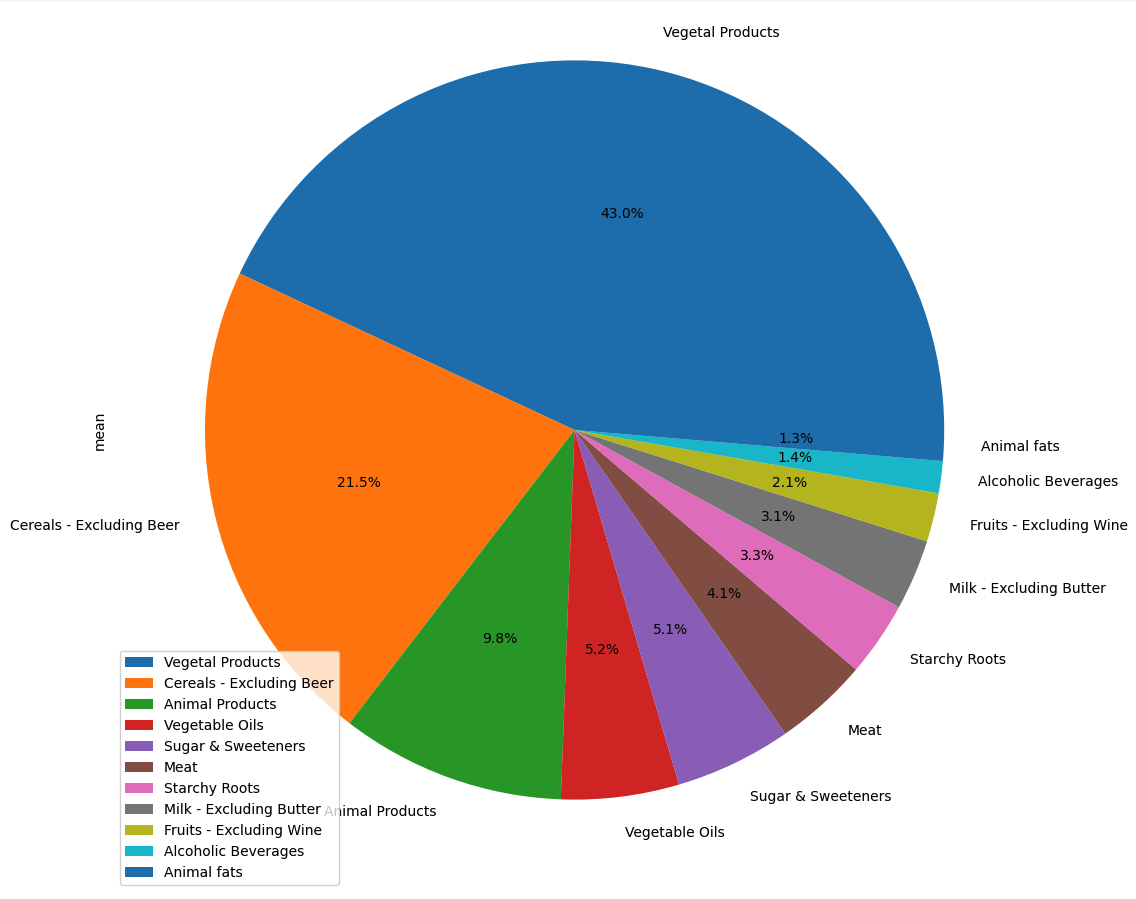 Vegetal Products
43.0%
1.3%
Animal fats
1.4%
Alcoholic Beverages
mean
21.5%
2.1%
Cereals - Excluding Beer
Fruits - Excluding Wine
3.1%
3.3%
Milk - Excluding Butter
4.1%
9.8%
5.2%
5.1%
Starchy Roots
Meat
Sugar & Sweeteners
Animal Products
Vegetable Oils
Vegetal Products
Cereals - Excluding Beer
Animal Products
Vegetable Oils
Sugar & Sweeteners
Meat
Starchy Roots
Milk - Excluding Butter
Fruits - Excluding Wine
Alcoholic Beverages
Animal fats